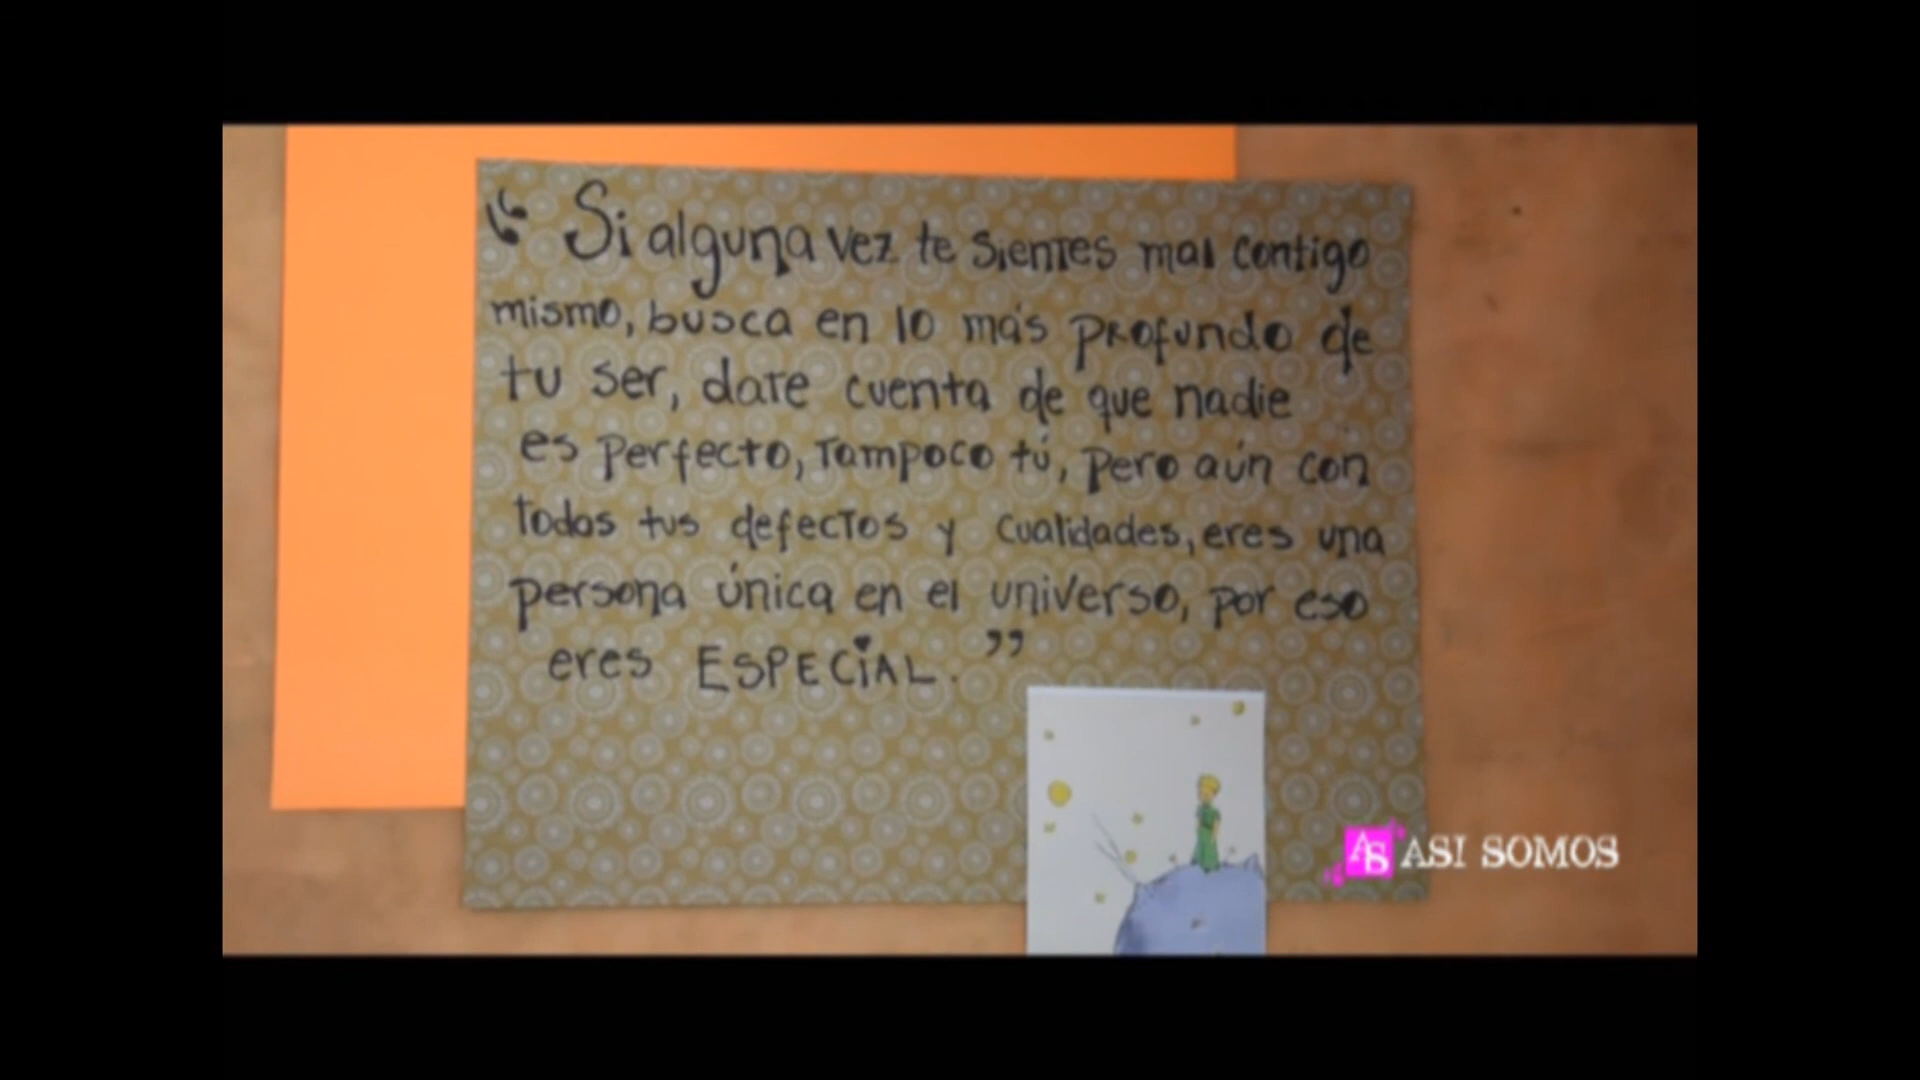 “ Si alguna vez te sientes mal contigo
mismo, busca en lo más profundo de
tu ser, date cuenta de que nadie
es perfecto, tampoco tú, pero aún con
todos tus defectos y cualidades, eres una
persona única en el universo, por eso
eres ESPECiAL. ”
AS ASI SOMOS